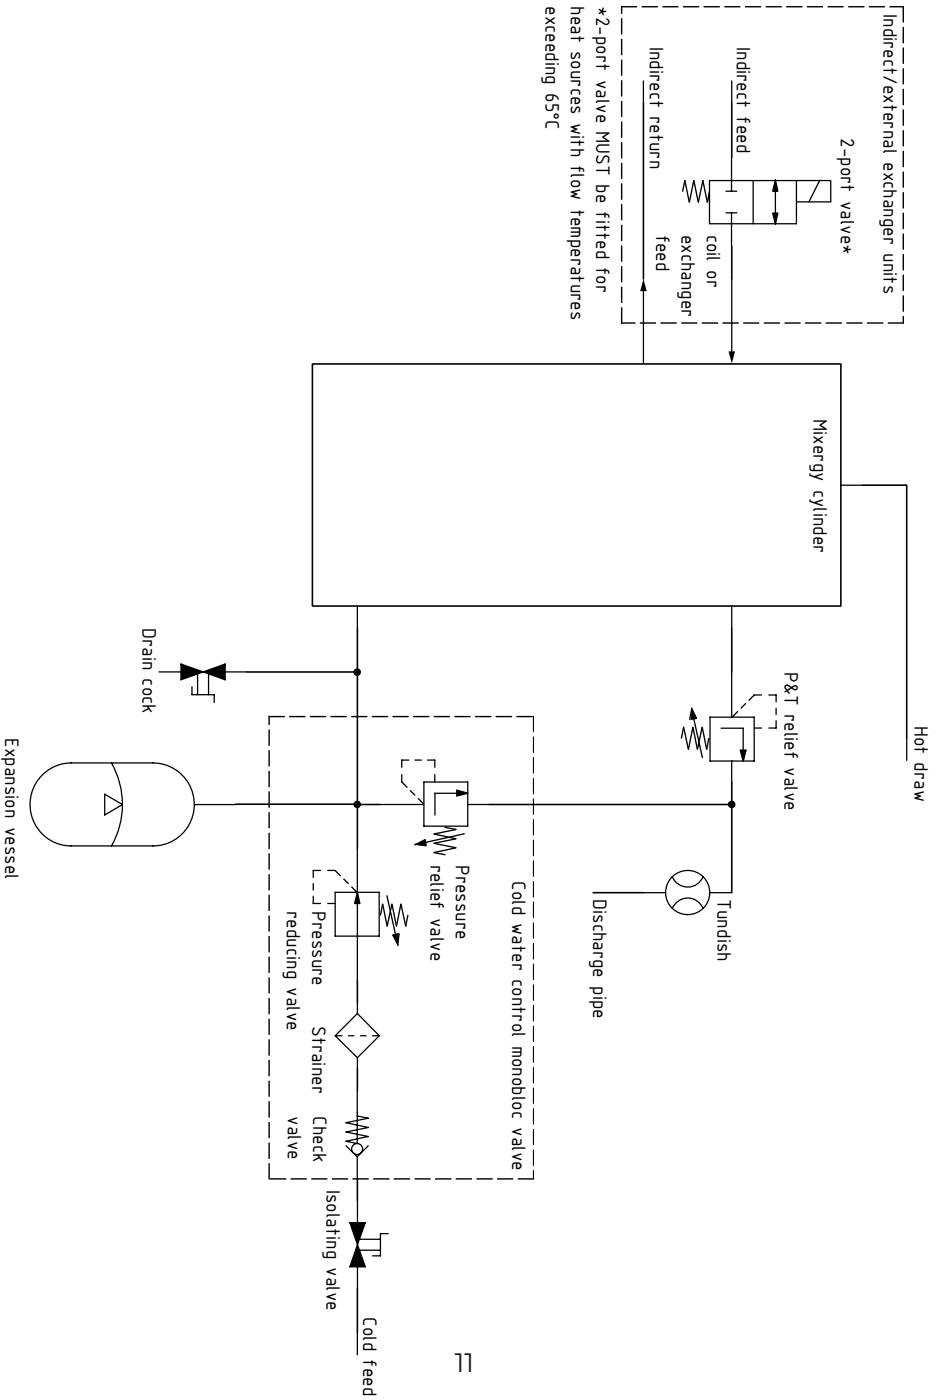 Indirect/external exchanger units
2-port valve*
Indirect feed
coil or
exchanger
feed
Indirect return
*2-port valve MUST be fitted for
heat sources with flow temperatures
exceeding 65°C
Mixergy cylinder
Hot draw
P&T relief valve
Tundish
Discharge pipe
Cold water control monobloc valve
Pressure
relief valve
Pressure
reducing valve
Strainer
Check
valve
Isolating valve
Cold feed
Drain cock
Expansion vessel
11